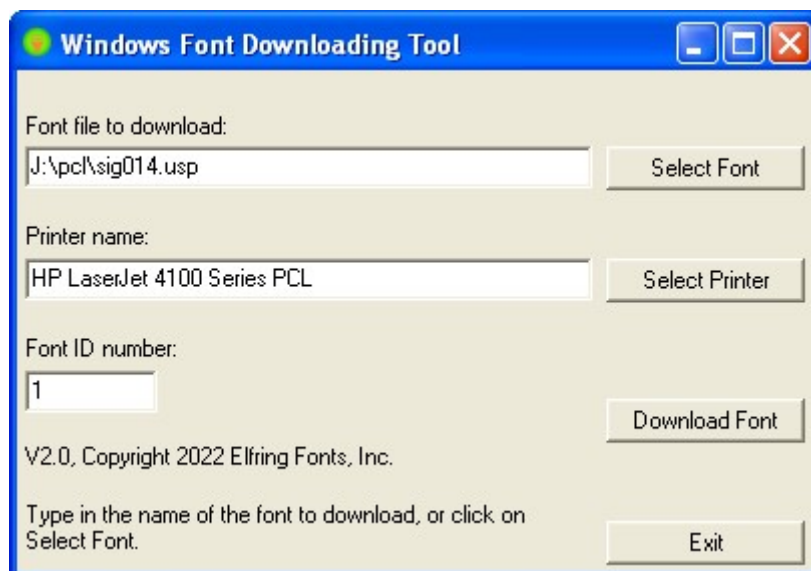 Windows Font Downloading Tool
Font file to download:
J:\pcl\sig014.usp
Select Font
Printer name:
HP LaserJet 4100 Series PCL
Select Printer
Font ID number:
1
Download Font
V2.0, Copyright 2022 Elfring Fonts, Inc.
Type in the name of the font to download, or click on
Select Font.
Exit